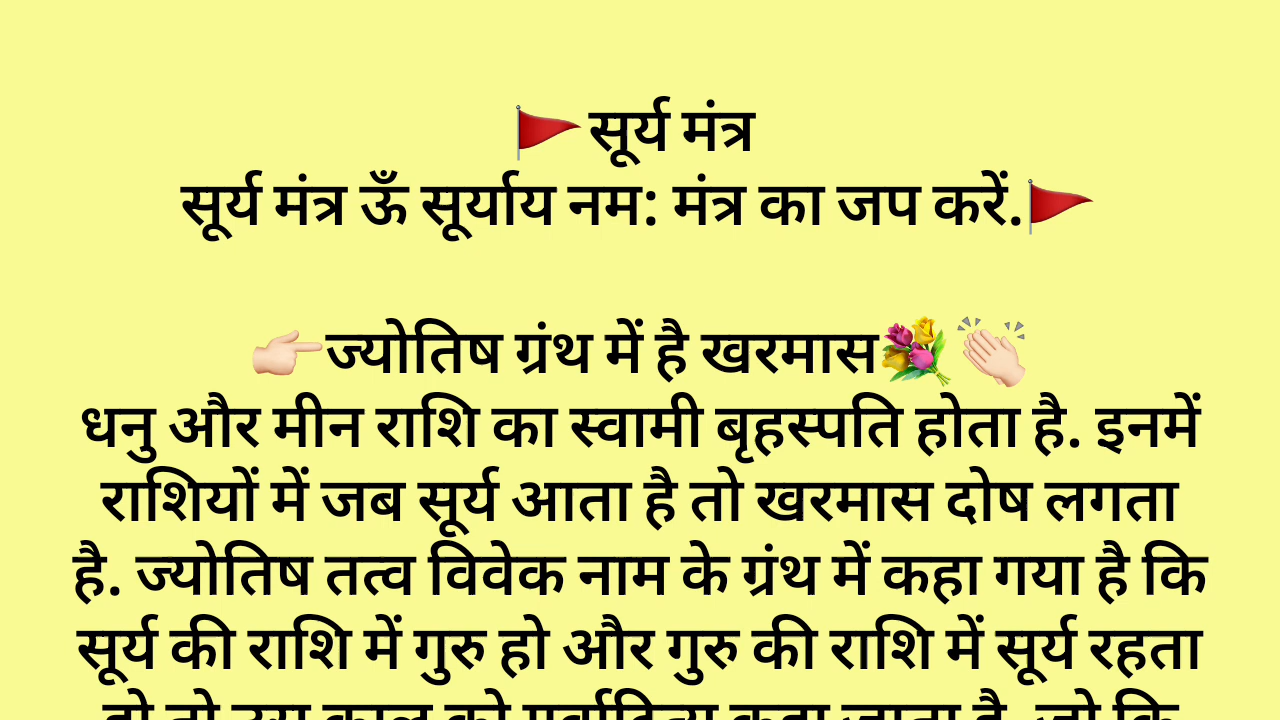 🚩सूर्य मंत्र
सूर्य मंत्र ऊँ सूर्याय नम: मंत्र का जप करें.🚩
👉🏻ज्योतिष ग्रंथ में है खरमास💐👏🏻
धनु और मीन राशि का स्वामी बृहस्पति होता है. इनमें
राशियों में जब सूर्य आता है तो खरमास दोष लगता
है. ज्योतिष तत्व विवेक नाम के ग्रंथ में कहा गया है कि
सूर्य की राशि में गुरु हो और गुरु की राशि में सूर्य रहता